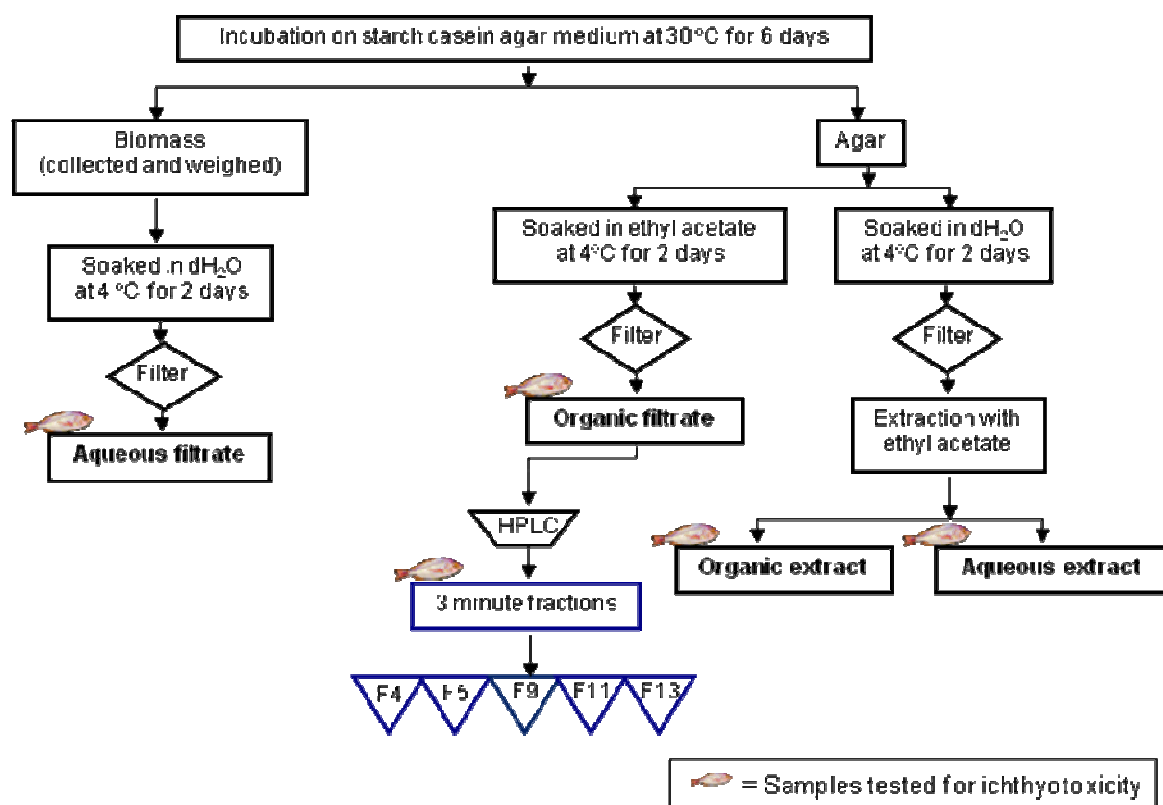 Incubation on starch casein agar medium at 30°C for 6 days
Biomass
(collected and weighed)
Agar
Soaked in dH₂O
at 4 °C for 2 days
Soaked in ethyl acetate
at 4°C for 2 days
Soaked in dH₂O
at 4°C for 2 days
Filter
Filter
Filter
Aqueous filtrate
Organic filtrate
Extraction with
ethyl acetate
HPLC
Organic extract
Aqueous extract
3 minute fractions
F4
F9
F11
F13
= Samples tested for ichthyotoxicity